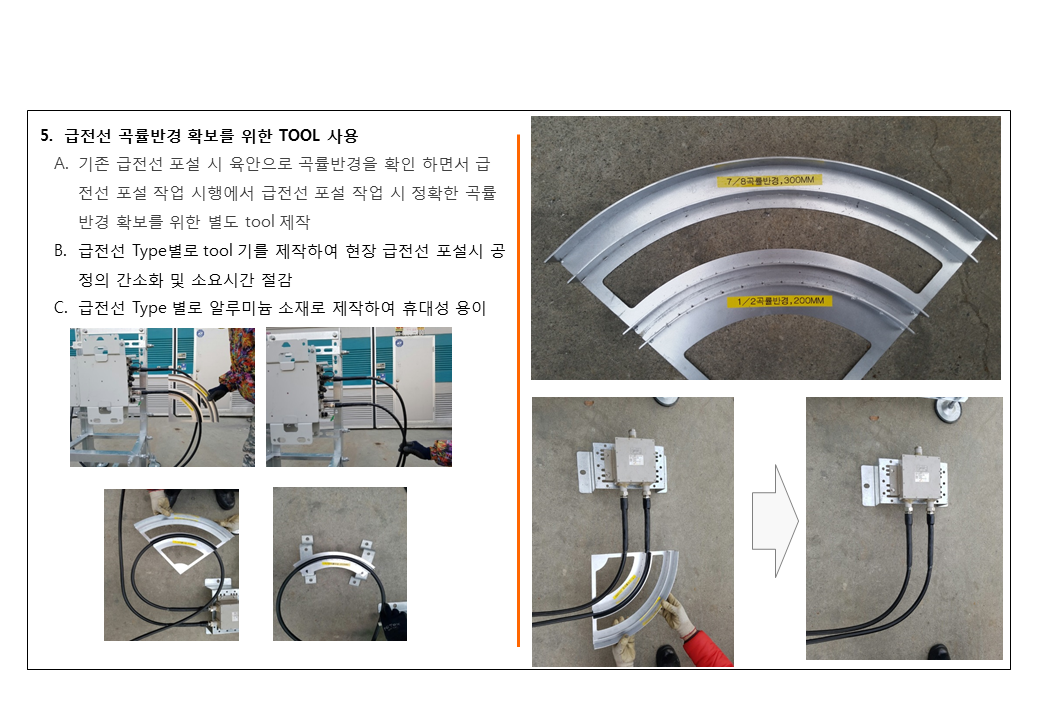 5. 급전선 곡률반경 확보를 위한 TOOL 사용
A. 기존 급전선 포설 시 육안으로 곡률반경을 확인 하면서 급
전선 포설 작업 시행에서 급전선 포설 작업 시 정확한 곡률
반경 확보를 위한 별도 tool 제작
B. 급전선 Type별로 tool 기를 제작하여 현장 급전선 포설시 공
정의 간소화 및 소요시간 절감
C. 급전선 Type 별로 알루미늄 소재로 제작하여 휴대성 용이
7/8곡률반경,300MM
1/2곡률반경,200MM